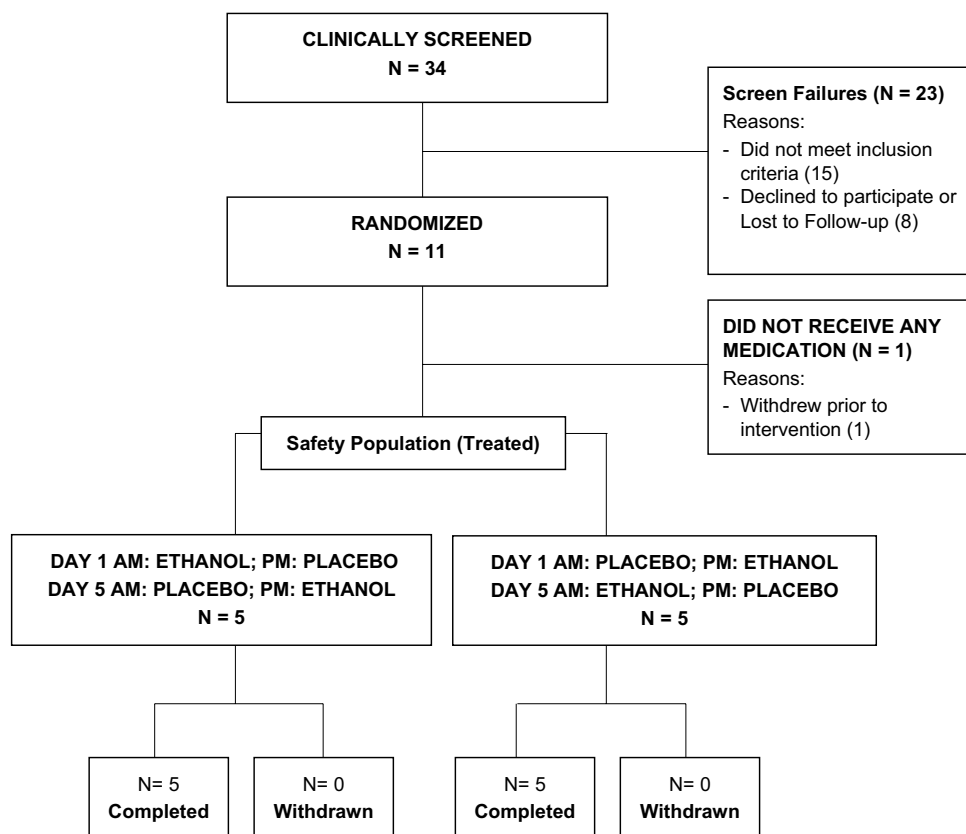 CLINICALLY SCREENED
N = 34
Screen Failures (N = 23)
Reasons:
- Did not meet inclusion
criteria (15)
- Declined to participate or
Lost to Follow-up (8)
RANDOMIZED
N = 11
DID NOT RECEIVE ANY
MEDICATION (N = 1)
Reasons:
- Withdrew prior to
intervention (1)
Safety Population (Treated)
DAY 1 AM: ETHANOL; PM: PLACEBO
DAY 5 AM: PLACEBO; PM: ETHANOL
N = 5
DAY 1 AM: PLACEBO; PM: ETHANOL
DAY 5 AM: ETHANOL; PM: PLACEBO
N = 5
N= 5
Completed
N= 0
Withdrawn
N= 5
Completed
N= 0
Withdrawn